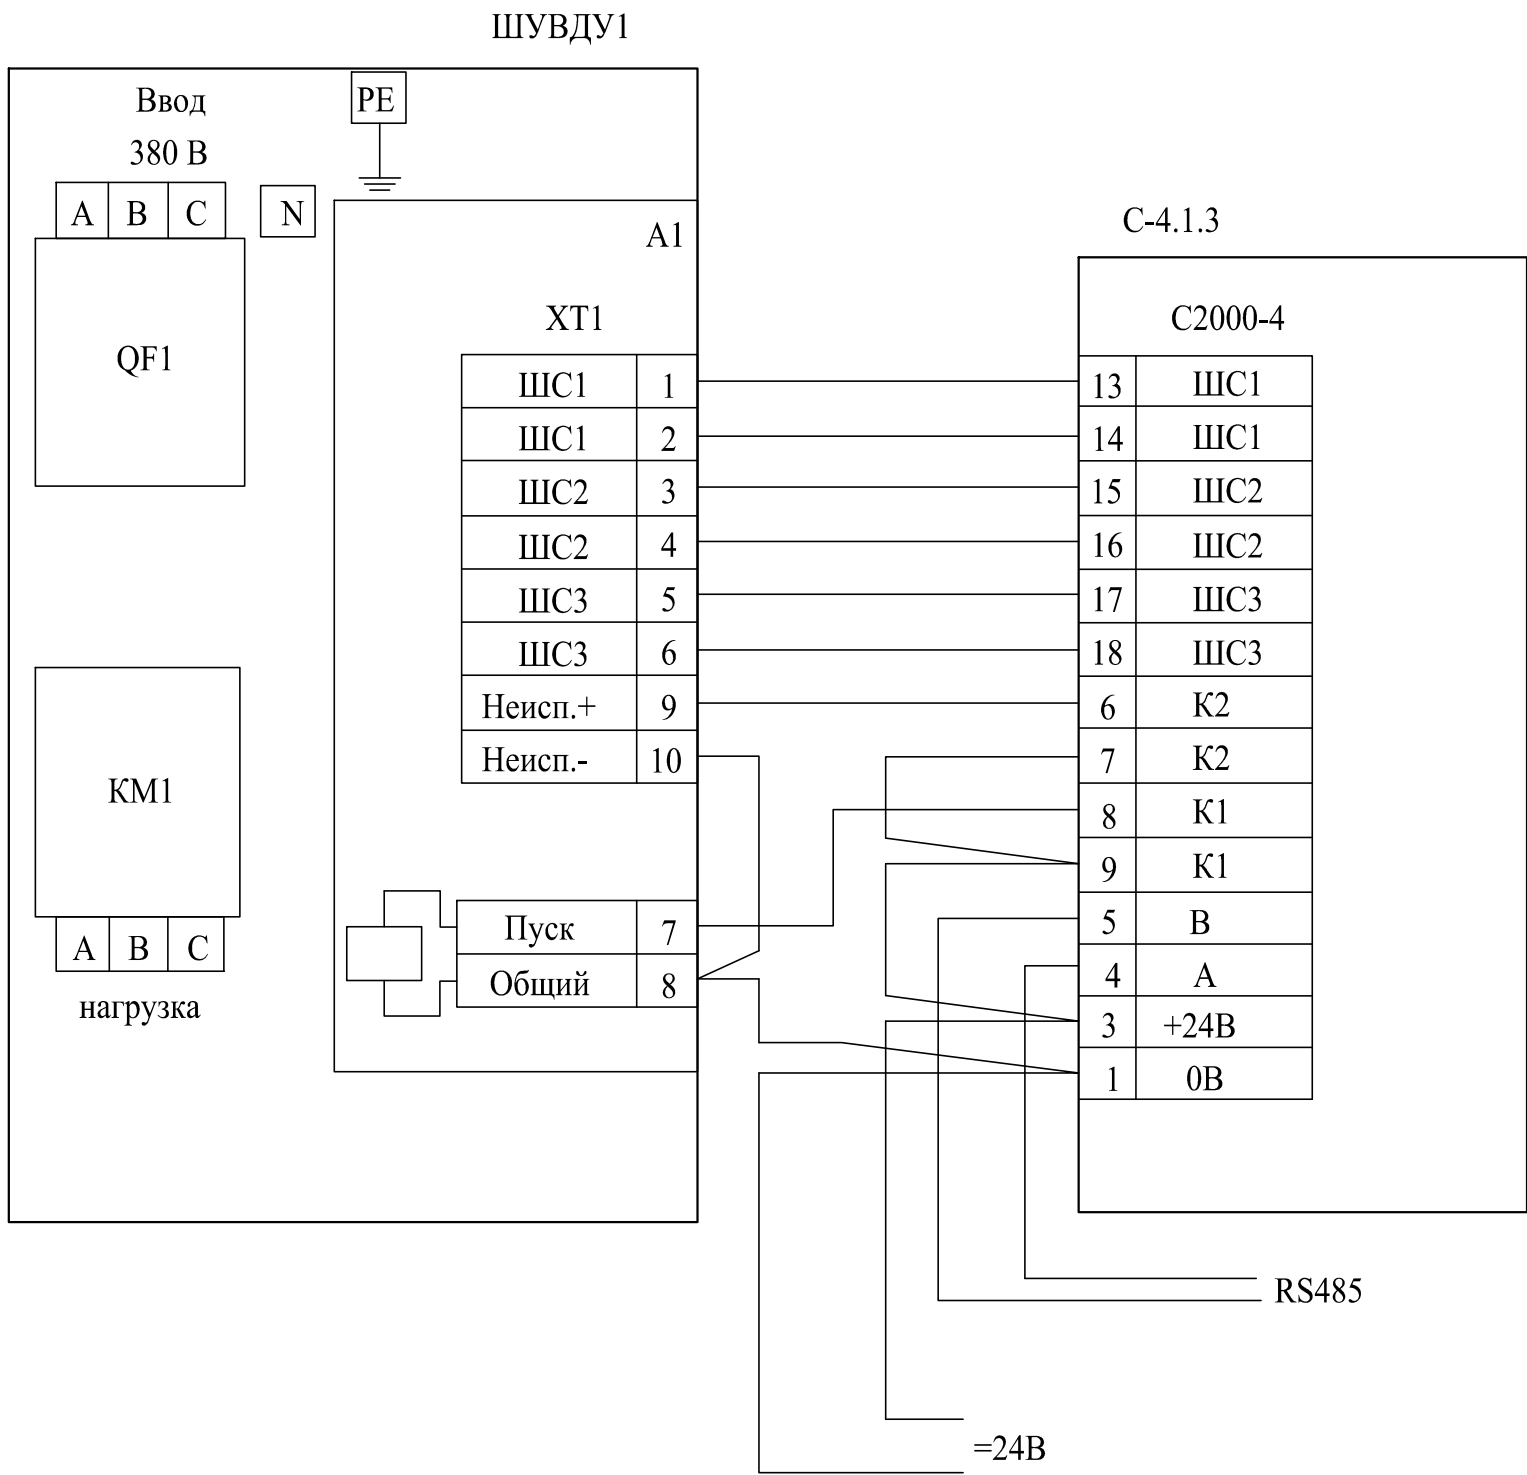 ШУВДУ1
Ввод
380 В
A B C
N
PE
QF1
KM1
A B C
нагрузка
A1
XT1
ШС1 1
ШС1 2
ШС2 3
ШС2 4
ШС3 5
ШС3 6
Неисп.+ 9
Неисп.- 10
Пуск 7
Общий 8
С-4.1.3
С2000-4
13 ШС1
14 ШС1
15 ШС2
16 ШС2
17 ШС3
18 ШС3
6 К2
7 К2
8 К1
9 К1
5 В
4 А
3 +24В
1 0В
RS485
=24В